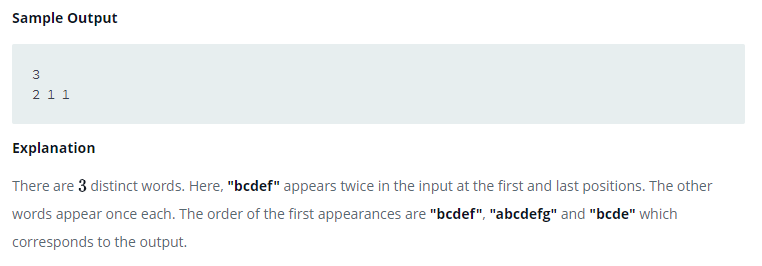 Sample Output
3
2 1 1
Explanation
There are 3 distinct words. Here, "bcdef" appears twice in the input at the first and last positions. The other
words appear once each. The order of the first appearances are "bcdef", "abcdefg" and "bcde" which
corresponds to the output.